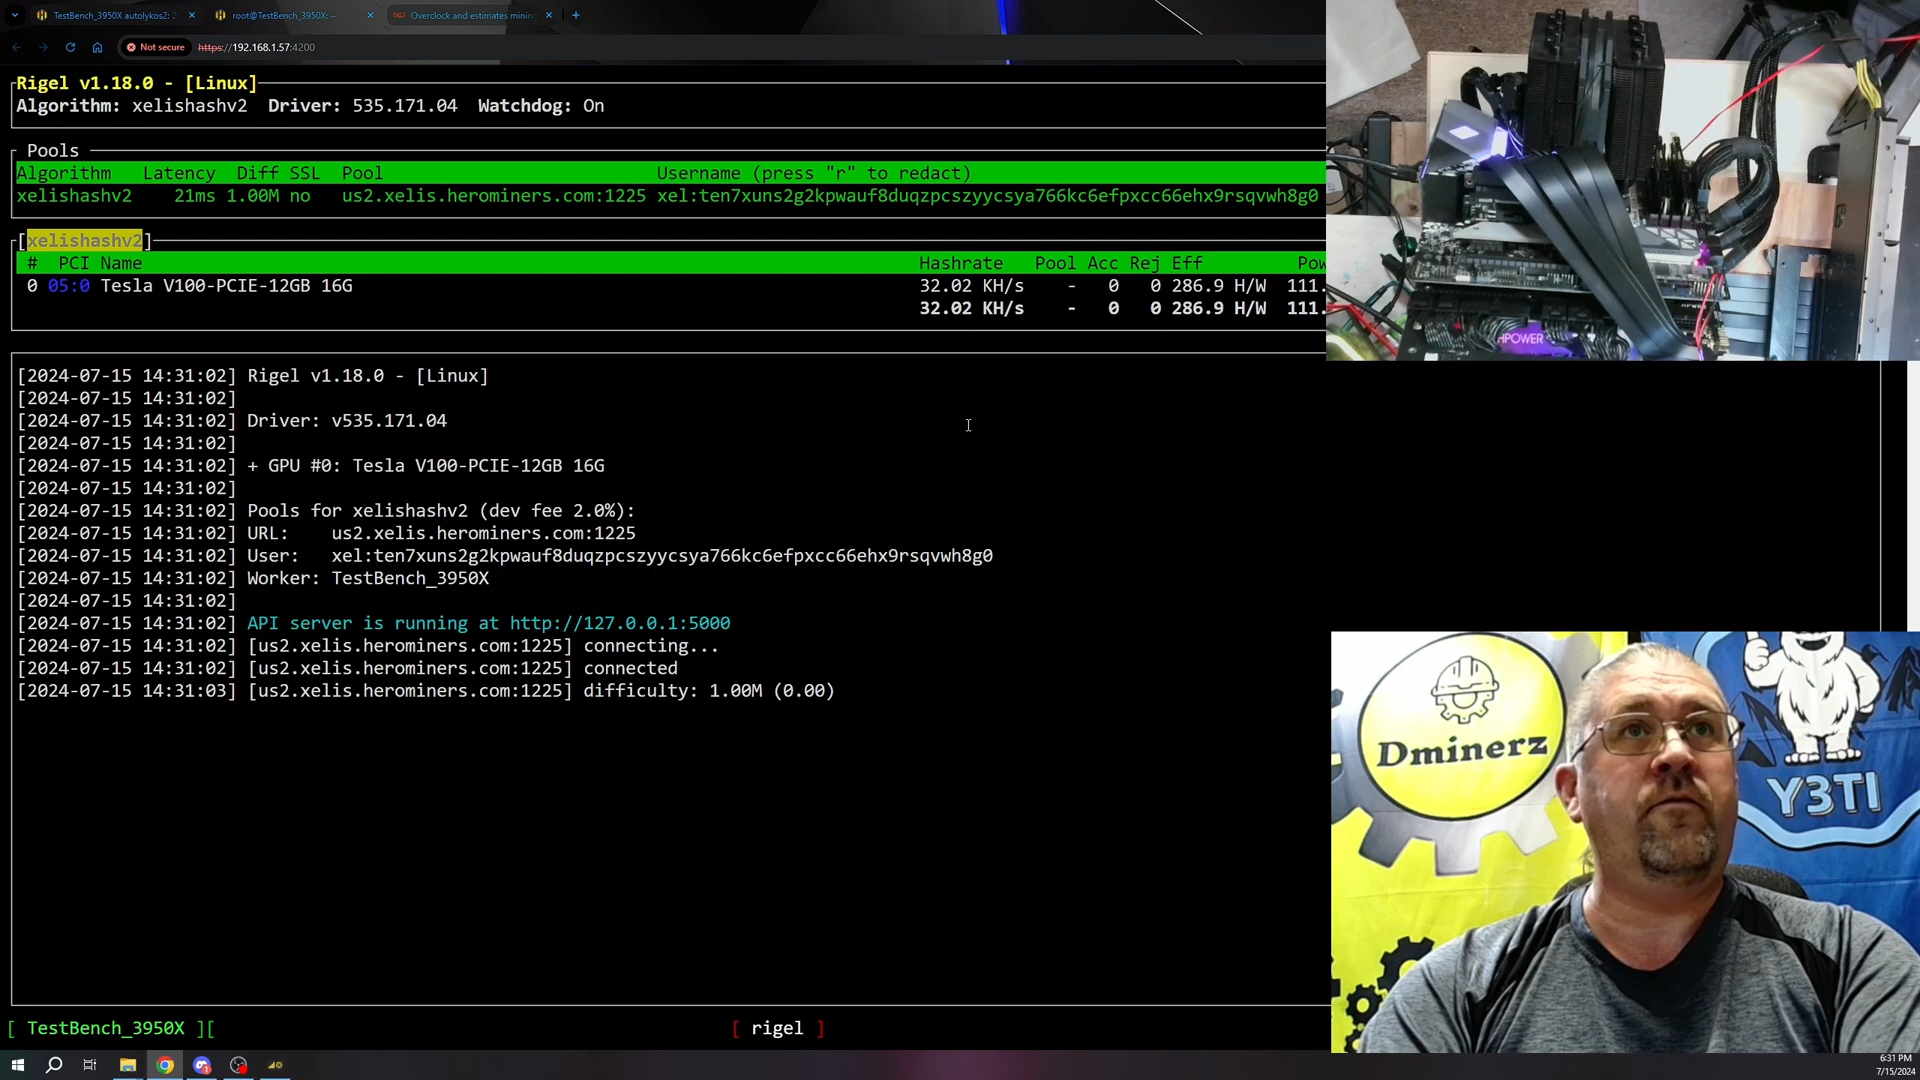 TestBench_3950X autolykos2: 2
root@TestBench_3950X: ~
Overclock and estimates mining
Not secure https://192.168.1.57:4200
Rigel v1.18.0 - [Linux]
Algorithm: xelishashv2 Driver: 535.171.04 Watchdog: On
Pools
Algorithm Latency Diff SSL Pool Username (press "r" to redact)
xelishashv2 21ms 1.00M no us2.xelis.herominers.com:1225 xel:ten7xuns2g2kpwauf8duqzpcszyycsya766kc6efpxcc66ehx9rsqvwh8g0
[xelishashv2]
# PCI Name Hashrate Pool Acc Rej Eff Pow
0 05:0 Tesla V100-PCIE-12GB 16G 32.02 KH/s - 0 0 286.9 H/W 111.
32.02 KH/s - 0 0 286.9 H/W 111.
[2024-07-15 14:31:02] Rigel v1.18.0 - [Linux]
[2024-07-15 14:31:02]
[2024-07-15 14:31:02] Driver: v535.171.04
[2024-07-15 14:31:02]
[2024-07-15 14:31:02] + GPU #0: Tesla V100-PCIE-12GB 16G
[2024-07-15 14:31:02]
[2024-07-15 14:31:02] Pools for xelishashv2 (dev fee 2.0%):
[2024-07-15 14:31:02] URL: us2.xelis.herominers.com:1225
[2024-07-15 14:31:02] User: xel:ten7xuns2g2kpwauf8duqzpcszyycsya766kc6efpxcc66ehx9rsqvwh8g0
[2024-07-15 14:31:02] Worker: TestBench_3950X
[2024-07-15 14:31:02]
[2024-07-15 14:31:02] API server is running at http://127.0.0.1:5000
[2024-07-15 14:31:02] [us2.xelis.herominers.com:1225] connecting...
[2024-07-15 14:31:02] [us2.xelis.herominers.com:1225] connected
[2024-07-15 14:31:03] [us2.xelis.herominers.com:1225] difficulty: 1.00M (0.00)
HPOWER
Dminerz
Y3TI
[ TestBench_3950X ][ [ rigel ]
6:31 PM
7/15/2024